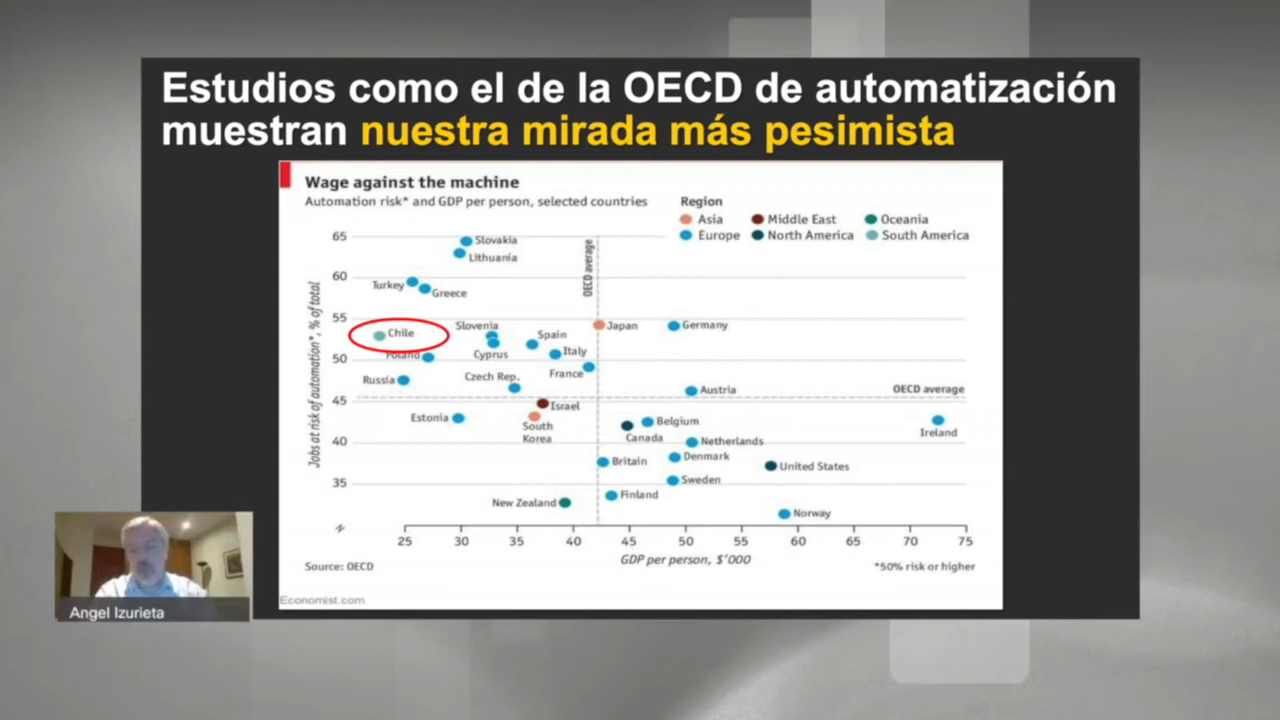 Estudios como el de la OECD de automatización
muestran nuestra mirada más pesimista
Wage against the machine
Automation risk* and GDP per person, selected countries
Region
Asia
Middle East
Oceania
Europe
North America
South America
Jobs at risk of automation*, % of total
65
60
55
50
45
40
35
OECD average
OECD average
Slovakia
Lithuania
Turkey
Greece
Chile
Slovenia
Spain
Japan
Germany
Poland
Cyprus
Italy
Russia
Czech Rep.
France
Austria
Estonia
Israel
South
Korea
Belgium
Canada
Ireland
Netherlands
Britain
Denmark
United States
Sweden
Finland
New Zealand
Norway
25 30 35 40 45 50 55 60 65 70 75
GDP per person, $'000
Source: OECD
*50% risk or higher
Economist.com
Angel Izurieta